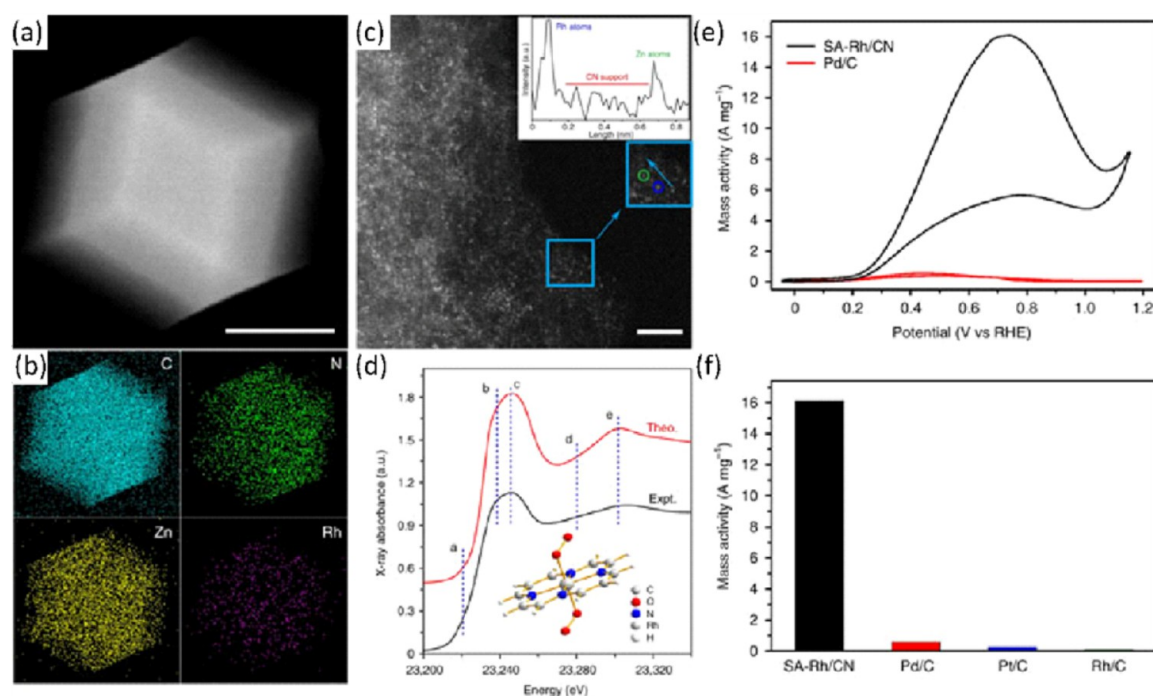 (a)
(b)
C
N
Zn
Rh
(c)
Intensity (a.u.)
Rh atoms
Zn atoms
CN support
0 0.2 0.4 0.6 0.8
Length (nm)
(d)
X-ray absorbance (a.u.)
1.8
1.5
1.2
0.9
0.6
0.3
0
a
b
c
d
e
Theo.
Expt.
C
O
N
Rh
H
23,200 23,240 23,280 23,320
Energy (eV)
(e)
Mass activity (A mg⁻¹)
16
14
12
10
8
6
4
2
0
SA-Rh/CN
Pd/C
0 0.2 0.4 0.6 0.8 1.0 1.2
Potential (V vs RHE)
(f)
Mass activity (A mg⁻¹)
16
14
12
10
8
6
4
2
0
SA-Rh/CN Pd/C Pt/C Rh/C